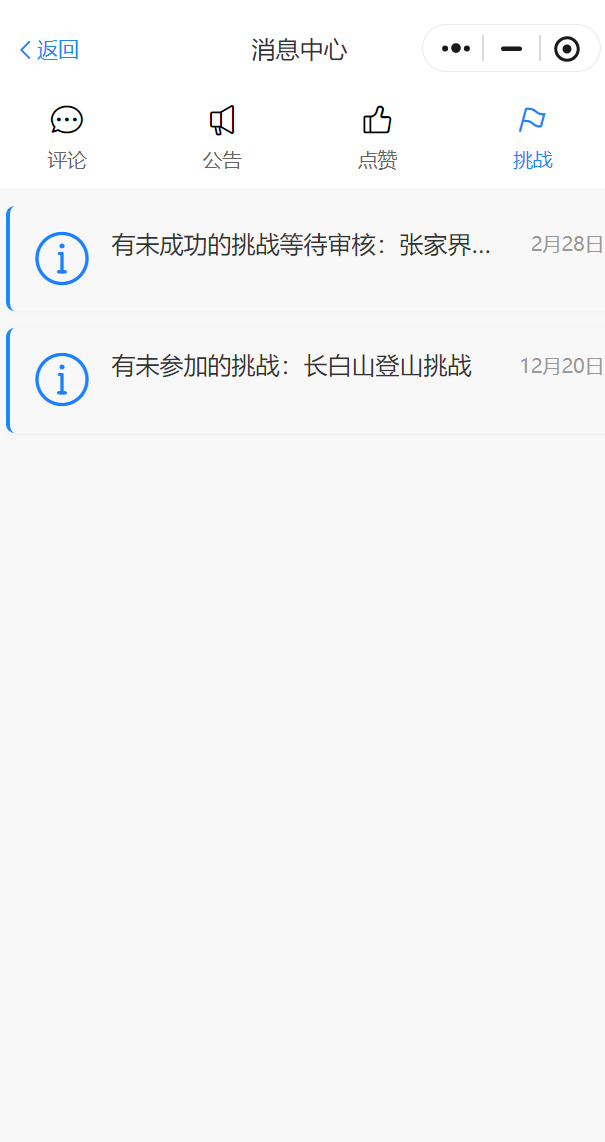 返回
消息中心
评论
公告
点赞
挑战
有未成功的挑战等待审核：张家界...
2月28日
有未参加的挑战：长白山登山挑战
12月20日